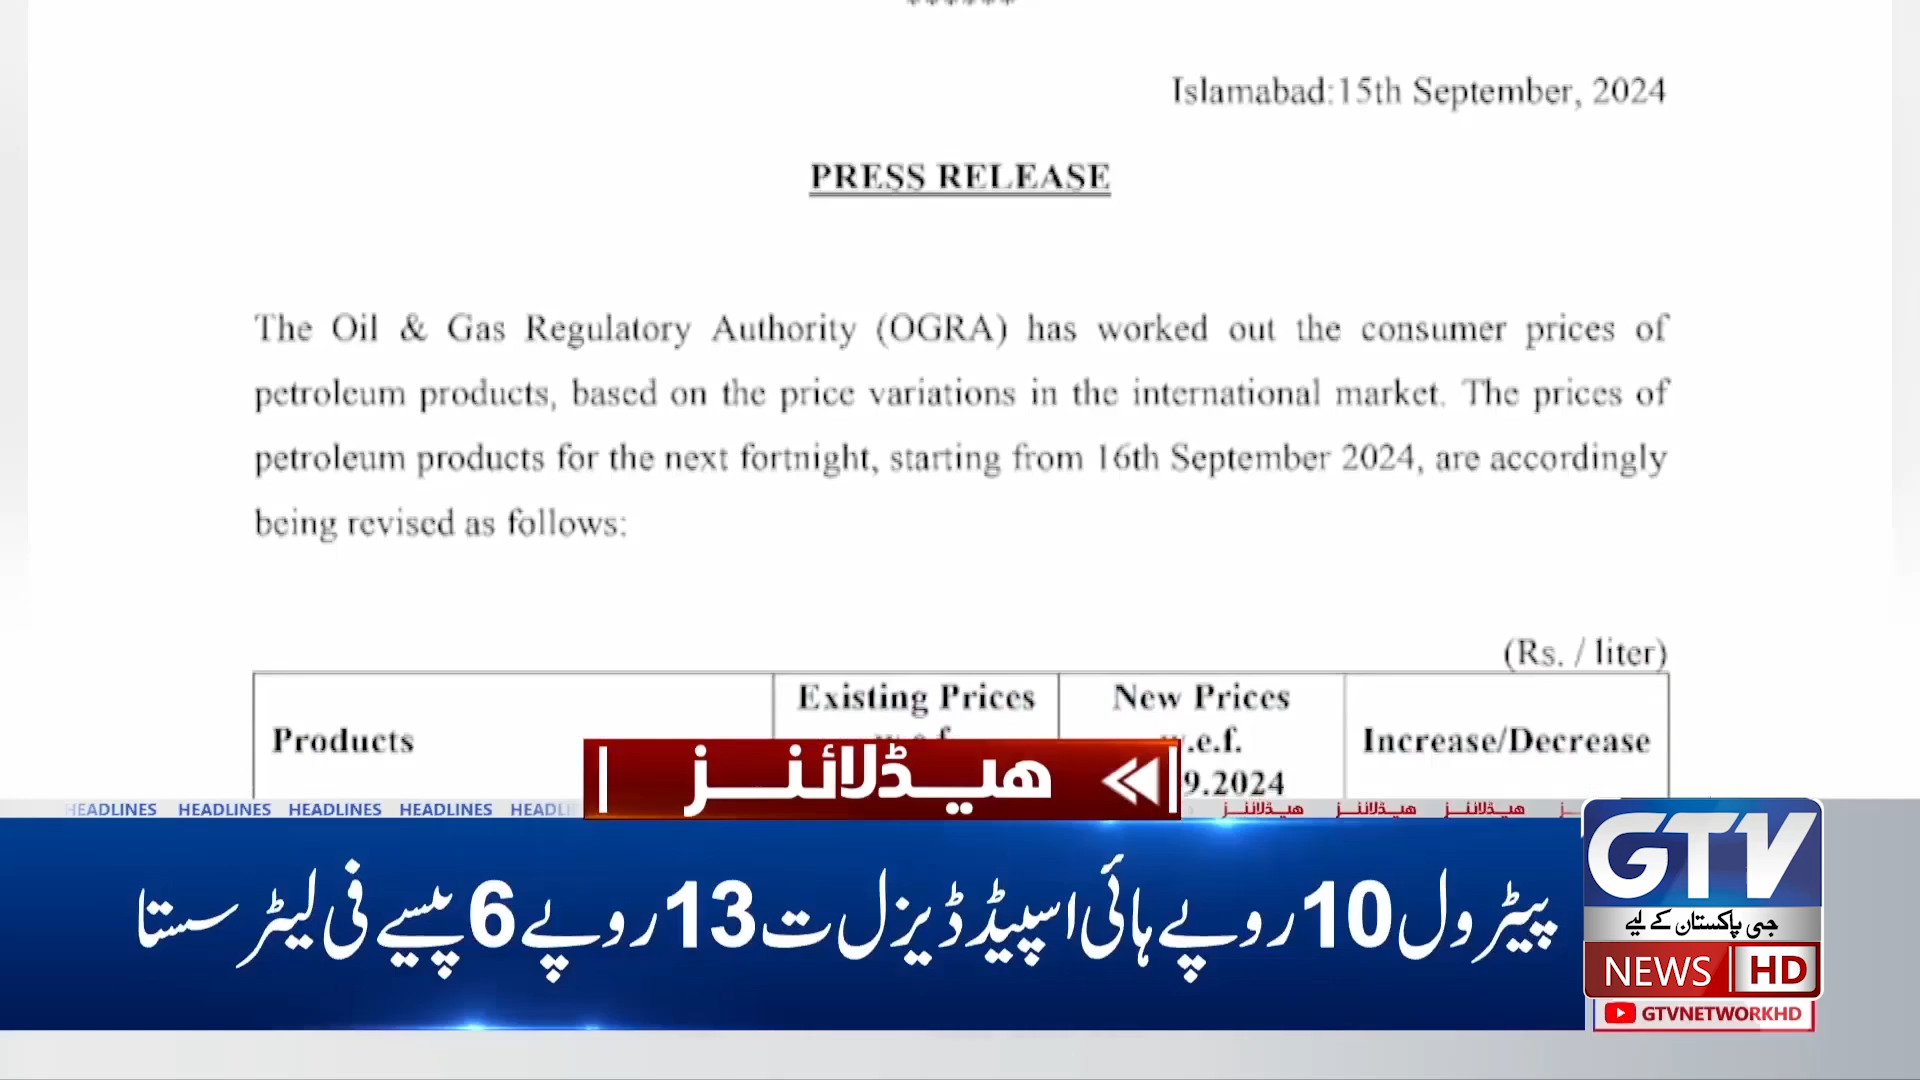 ******
Islamabad:15th September, 2024
PRESS RELEASE
The Oil & Gas Regulatory Authority (OGRA) has worked out the consumer prices of
petroleum products, based on the price variations in the international market. The prices of
petroleum products for the next fortnight, starting from 16th September 2024, are accordingly
being revised as follows:
(Rs. / liter)
Existing Prices
New Prices
Products
.e.f.
Increase/Decrease
9.2024
ھیڈلائنز
HEADLINES HEADLINES HEADLINES HEADLINES
ھیڈلائنز ھیڈلائنز ھیڈلائنز
پیٹرول 10 روپے ہائی اسپیڈ ڈیزل ت 13 روپے 6 پیسے فی لیٹر سستا
GTV
جی پاکستان کے لیے
NEWS HD
GTVNETWORKHD